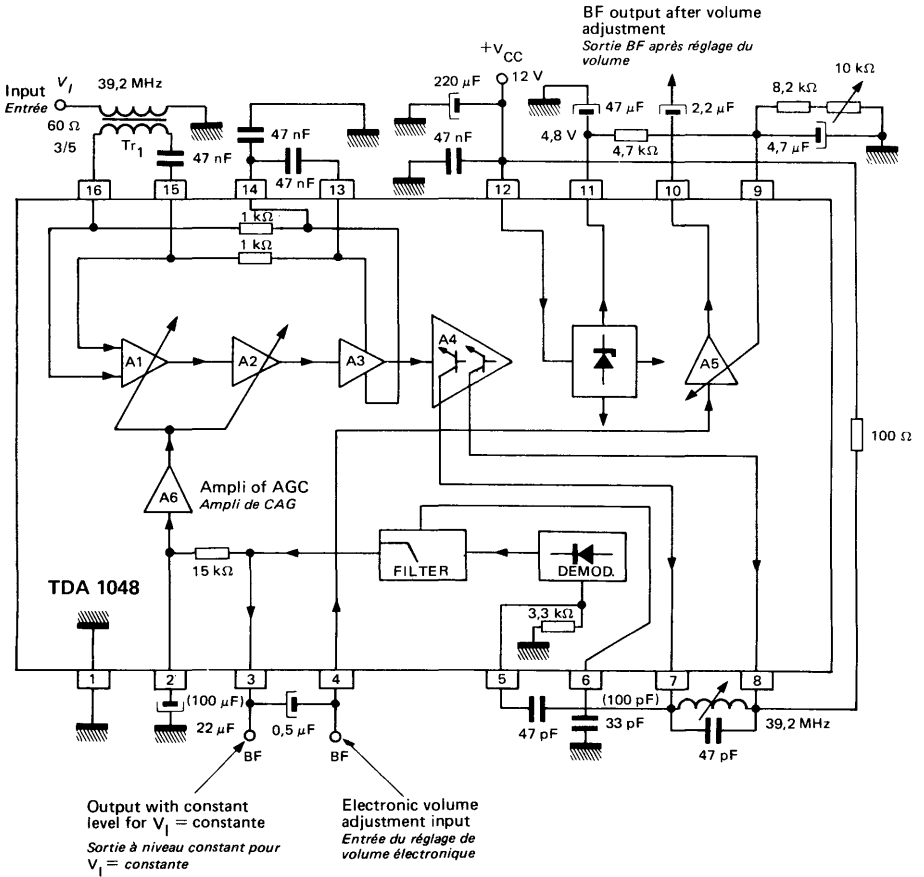 BF output after volume
adjustment
Sortie BF après réglage du
volume
+VCC
12 V
Input
Entrée
VI
39,2 MHz
60 Ω
3/5
Tr1
47 nF
47 nF
47 nF
220 µF
47 nF
47 µF
4,8 V
2,2 µF
4,7 kΩ
8,2 kΩ
10 kΩ
4,7 µF
16
15
14
13
12
11
10
9
1 kΩ
1 kΩ
A1
A2
A3
A4
A5
100 Ω
A6
Ampli of AGC
Ampli de CAG
15 kΩ
FILTER
DEMOD.
TDA 1048
3,3 kΩ
1
2
3
4
5
6
7
8
(100 µF)
22 µF
0,5 µF
BF
BF
47 pF
33 pF
(100 pF)
47 pF
39,2 MHz
Output with constant
level for VI = constante
Sortie à niveau constant pour
VI = constante
Electronic volume
adjustment input
Entrée du réglage de
volume électronique